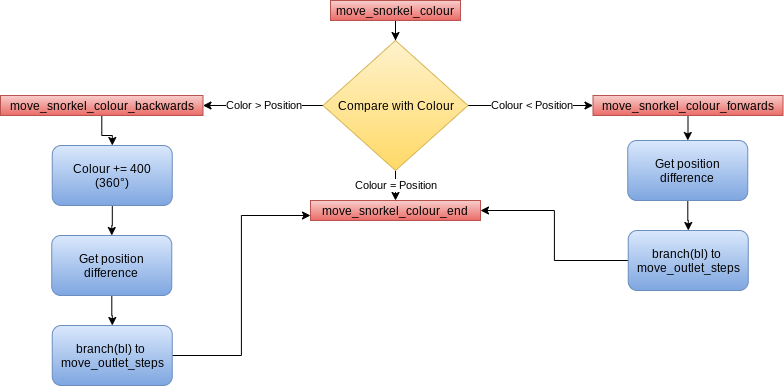 move_snorkel_colour
Compare with Colour
Color > Position
Colour < Position
move_snorkel_colour_backwards
move_snorkel_colour_forwards
Colour += 400
(360°)
Get position
difference
Colour = Position
move_snorkel_colour_end
Get position
difference
branch(bl) to
move_outlet_steps
branch(bl) to
move_outlet_steps